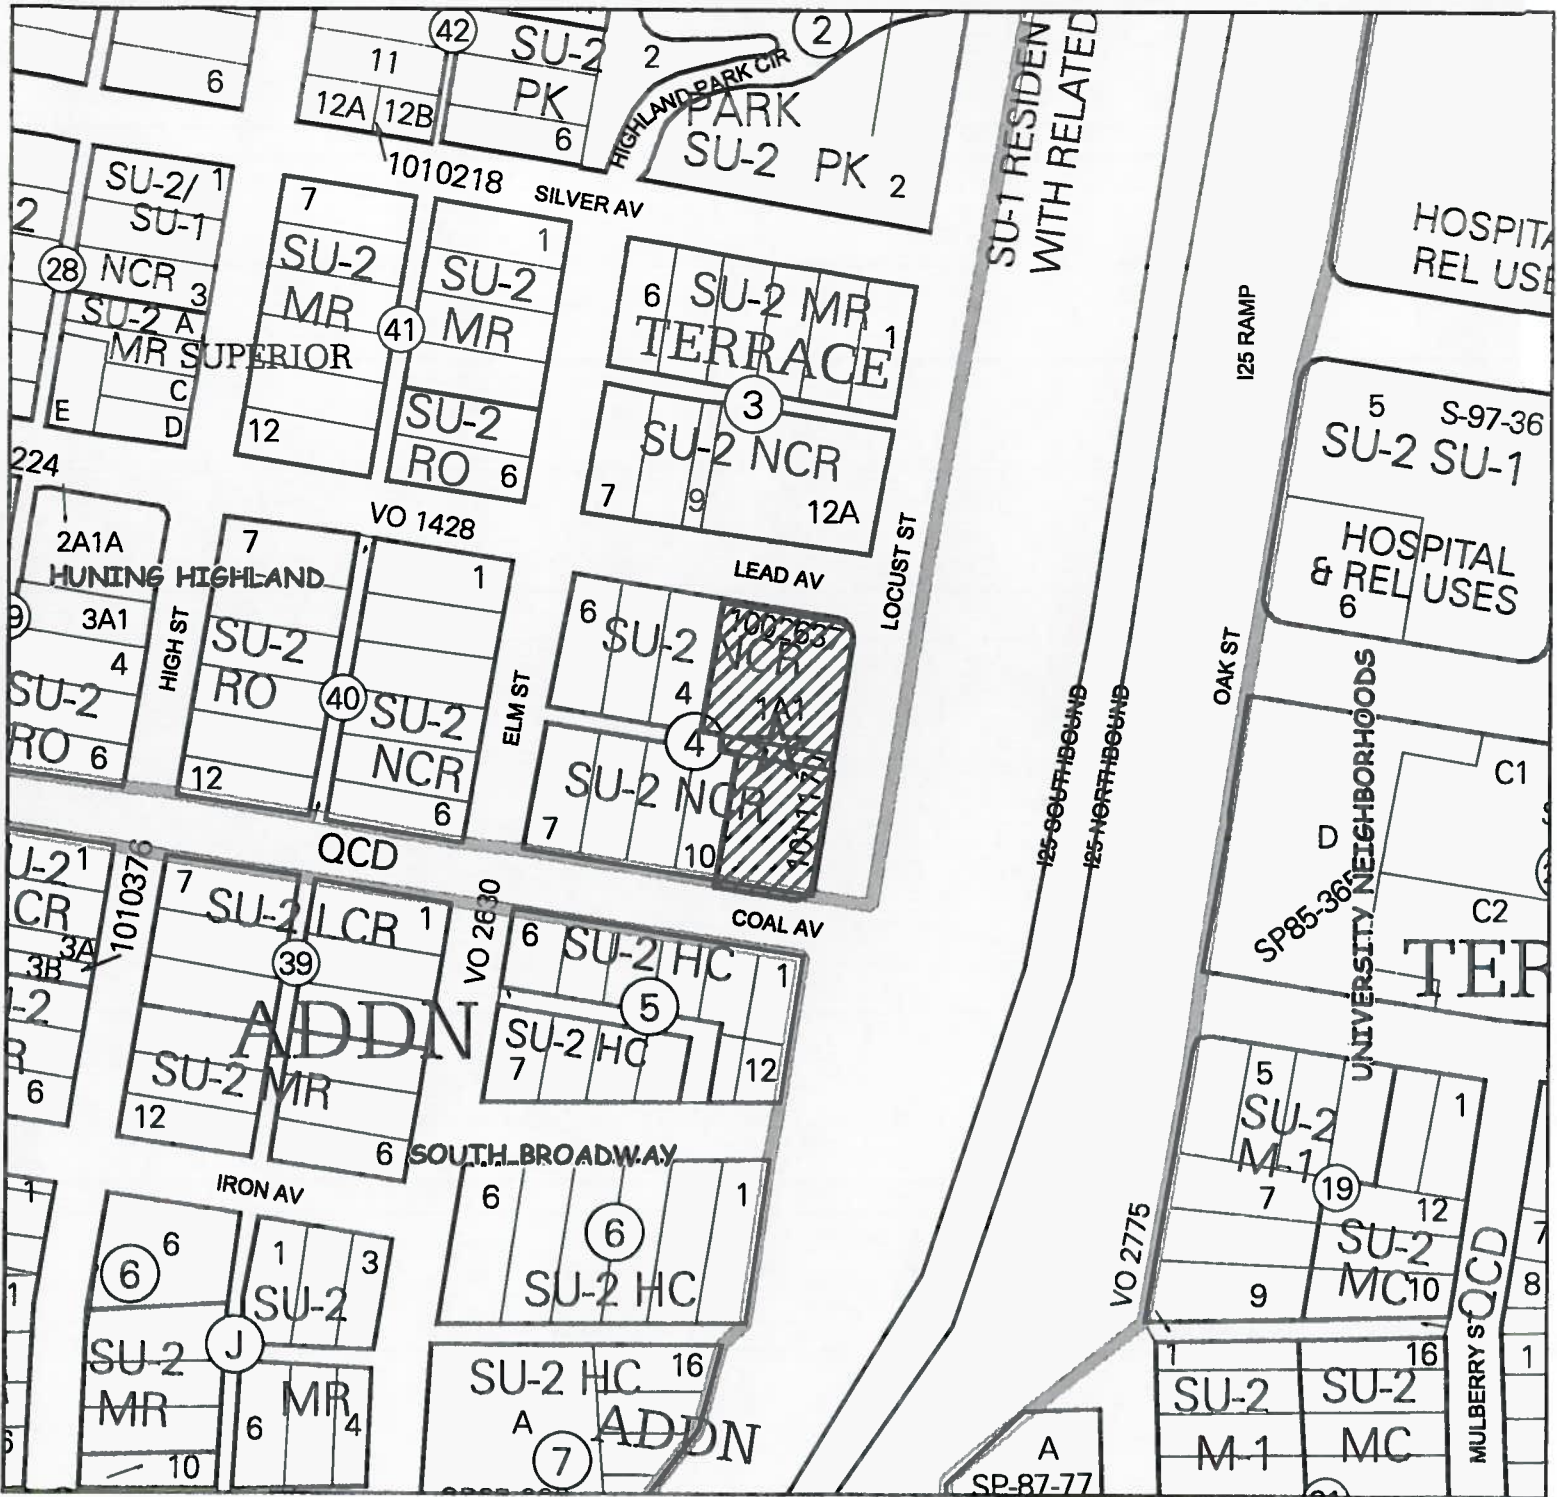 42
SU-2
PK
6
11
12A
12B
6
2
2
HIGHLAND PARK CIR
PARK
SU-2 PK 2
SU-1 RESIDEN
WITH RELATED
1010218
SILVER AV
HOSPITA
REL USE
SU-2/ 1
SU-1
NCR 3
28
2
SU-2 A
MR SUPERIOR
C
D
E
7
SU-2
MR
12
41
1
SU-2
MR
SU-2
RO 6
6
SU-2 MR
1
TERRACE
3
SU-2 NCR
7
9
12A
I25 RAMP
5
S-97-36
SU-2 SU-1
HOSPITAL
& REL USES
6
224
VO 1428
2A1A
HUNING HIGHLAND
3A1
4
SU-2
RO 6
9
HIGH ST
7
SU-2
RO
12
40
1
SU-2
NCR
6
ELM ST
LEAD AV
LOCUST ST
6
SU-2 NCR
4
1002637
1A1
4
SU-2 NCR
7
10
I25 SOUTHBOUND
I25 NORTHBOUND
OAK ST
UNIVERSITY NEIGHBORHOODS
C1
D
C2
SP85-365
TER
QCD
COAL AV
U-2 1
CR
3A
3B
1010376
7
SU-2 LCR
1
39
VO 2630
6
SU-2 HC
1
5
SU-2 HC
7
12
ADDN
SU-2 MR
12
6
6
SOUTH BROADWAY
IRON AV
6
1
6
SU-2 HC
5
SU-2
M-1
1
19
7
12
SU-2
MC 10
9
VO 2775
QCD
7
8
1
1
6
6
1
3
SU-2
J
SU-2
MR
MR
6
4
10
SU-2 HC
16
A
ADDN
7
A
SP-87-77
1
SU-2
M-1
16
SU-2
MC
MULBERRY ST
1